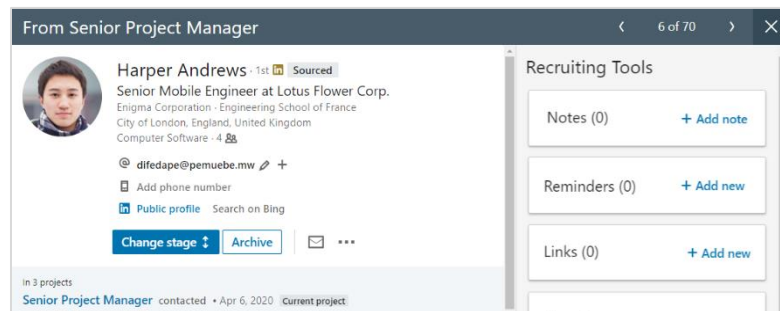 From Senior Project Manager
6 of 70
Harper Andrews · 1st in Sourced
Senior Mobile Engineer at Lotus Flower Corp.
Enigma Corporation · Engineering School of France
City of London, England, United Kingdom
Computer Software · 4
difedape@pemuebe.mw
Add phone number
in Public profile Search on Bing
Change stage Archive
in 3 projects
Senior Project Manager contacted • Apr 6, 2020 Current project
Recruiting Tools
Notes (0) + Add note
Reminders (0) + Add new
Links (0) + Add new